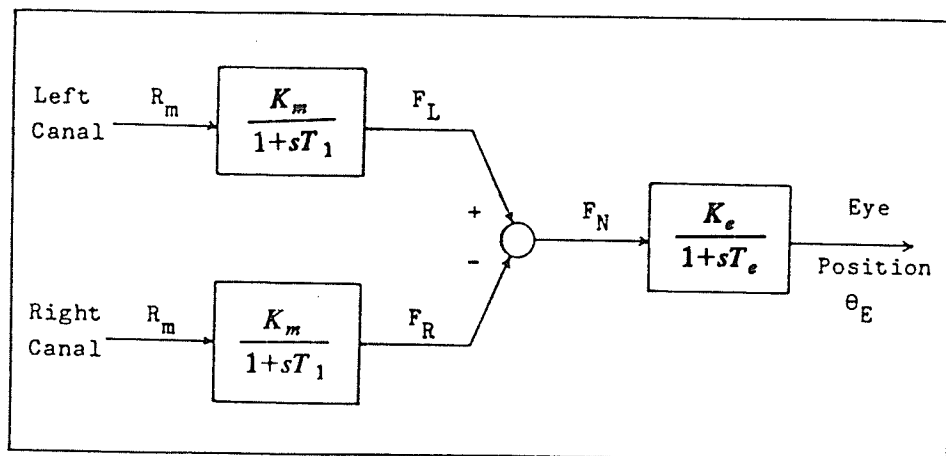 Left
Canal
R_m
K_m
1+sT_1
F_L
+
-
F_N
K_e
1+sT_e
Eye
Position
θ_E
Right
Canal
R_m
K_m
1+sT_1
F_R